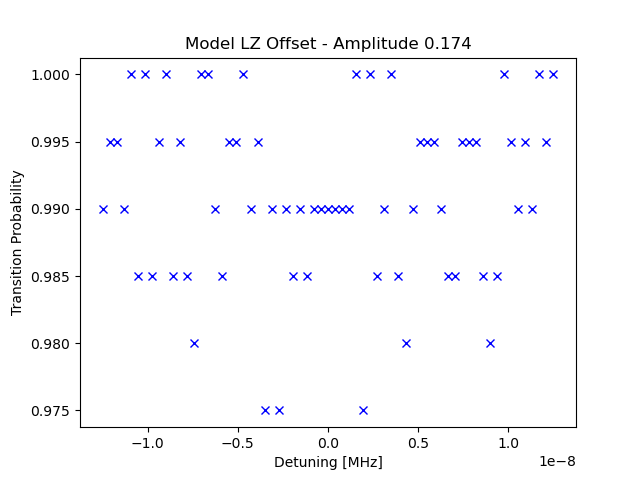 Model LZ Offset - Amplitude 0.174
Transition Probability
1.000
0.995
0.990
0.985
0.980
0.975
−1.0 −0.5 0.0 0.5 1.0
1e−8
Detuning [MHz]